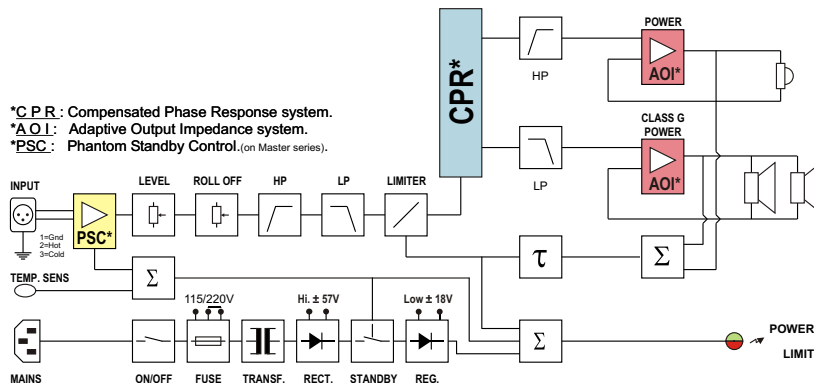 POWER
CPR*
HP
AOI*
*C P R : Compensated Phase Response system.
*A O I : Adaptive Output Impedance system.
*PSC : Phantom Standby Control.(on Master series).
CLASS G
POWER
LP
AOI*
INPUT
LEVEL
ROLL OFF
HP
LP
LIMITER
1=Gnd
2=Hot
3=Cold
PSC*
TEMP. SENS
Σ
τ
Σ
115/220V
Hi. ± 57V
Low ± 18V
Σ
POWER
LIMIT
MAINS
ON/OFF
FUSE
TRANSF.
RECT.
STANDBY
REG.